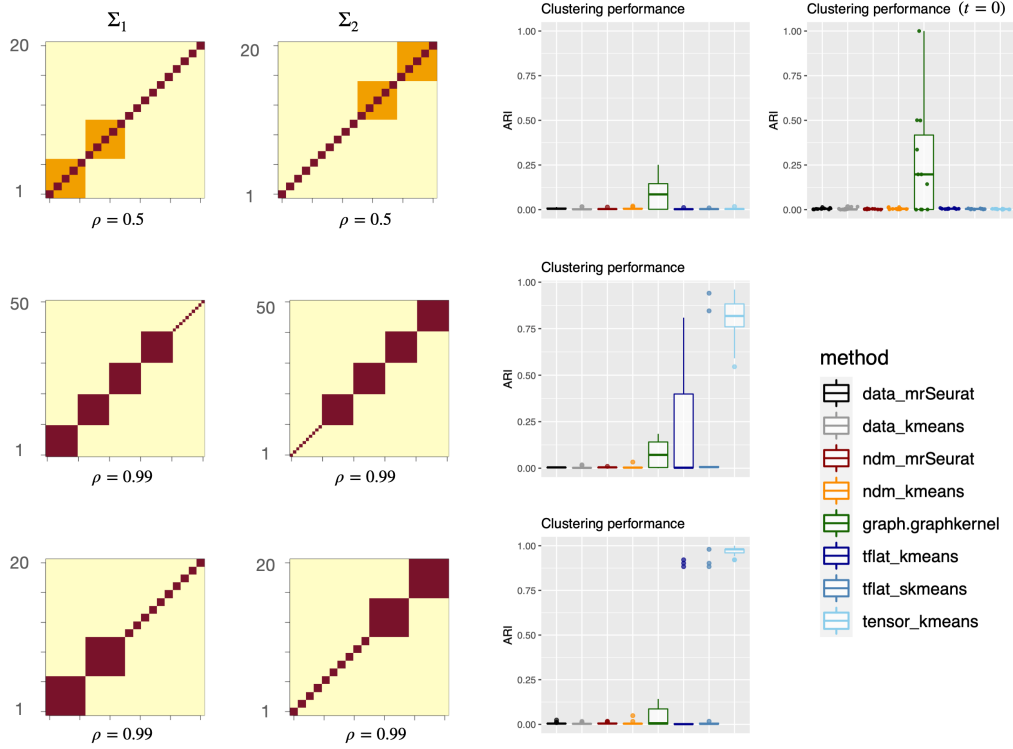 Σ1
Σ2
20
1
ρ = 0.5
20
1
ρ = 0.5
Clustering performance
ARI
1.00
0.75
0.50
0.25
0.00
Clustering performance (t = 0)
ARI
1.00
0.75
0.50
0.25
0.00
50
1
ρ = 0.99
50
1
ρ = 0.99
Clustering performance
ARI
1.00
0.75
0.50
0.25
0.00
20
1
ρ = 0.99
20
1
ρ = 0.99
Clustering performance
ARI
1.00
0.75
0.50
0.25
0.00
method
data_mrSeurat
data_kmeans
ndm_mrSeurat
ndm_kmeans
graph.graphkernel
tflat_kmeans
tflat_skmeans
tensor_kmeans